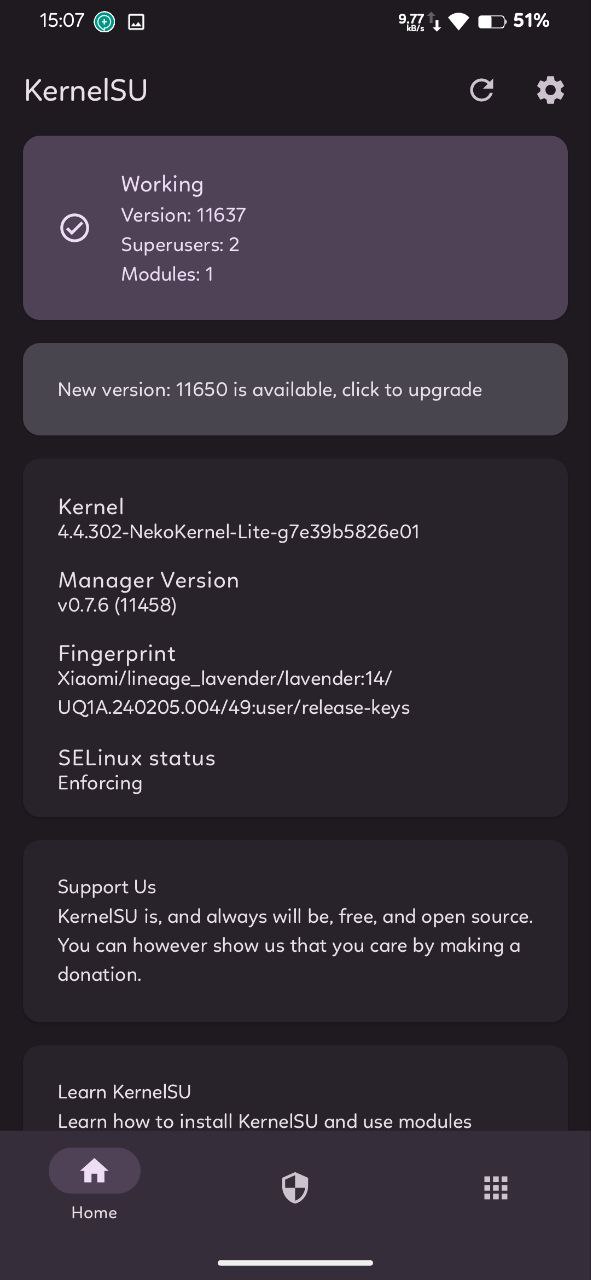 15:07
9.77
kB/s
51%
KernelSU
Working
Version: 11637
Superusers: 2
Modules: 1
New version: 11650 is available, click to upgrade
Kernel
4.4.302-NekoKernel-Lite-g7e39b5826e01
Manager Version
v0.7.6 (11458)
Fingerprint
Xiaomi/lineage_lavender/lavender:14/
UQ1A.240205.004/49:user/release-keys
SELinux status
Enforcing
Support Us
KernelSU is, and always will be, free, and open source.
You can however show us that you care by making a
donation.
Learn KernelSU
Learn how to install KernelSU and use modules
Home